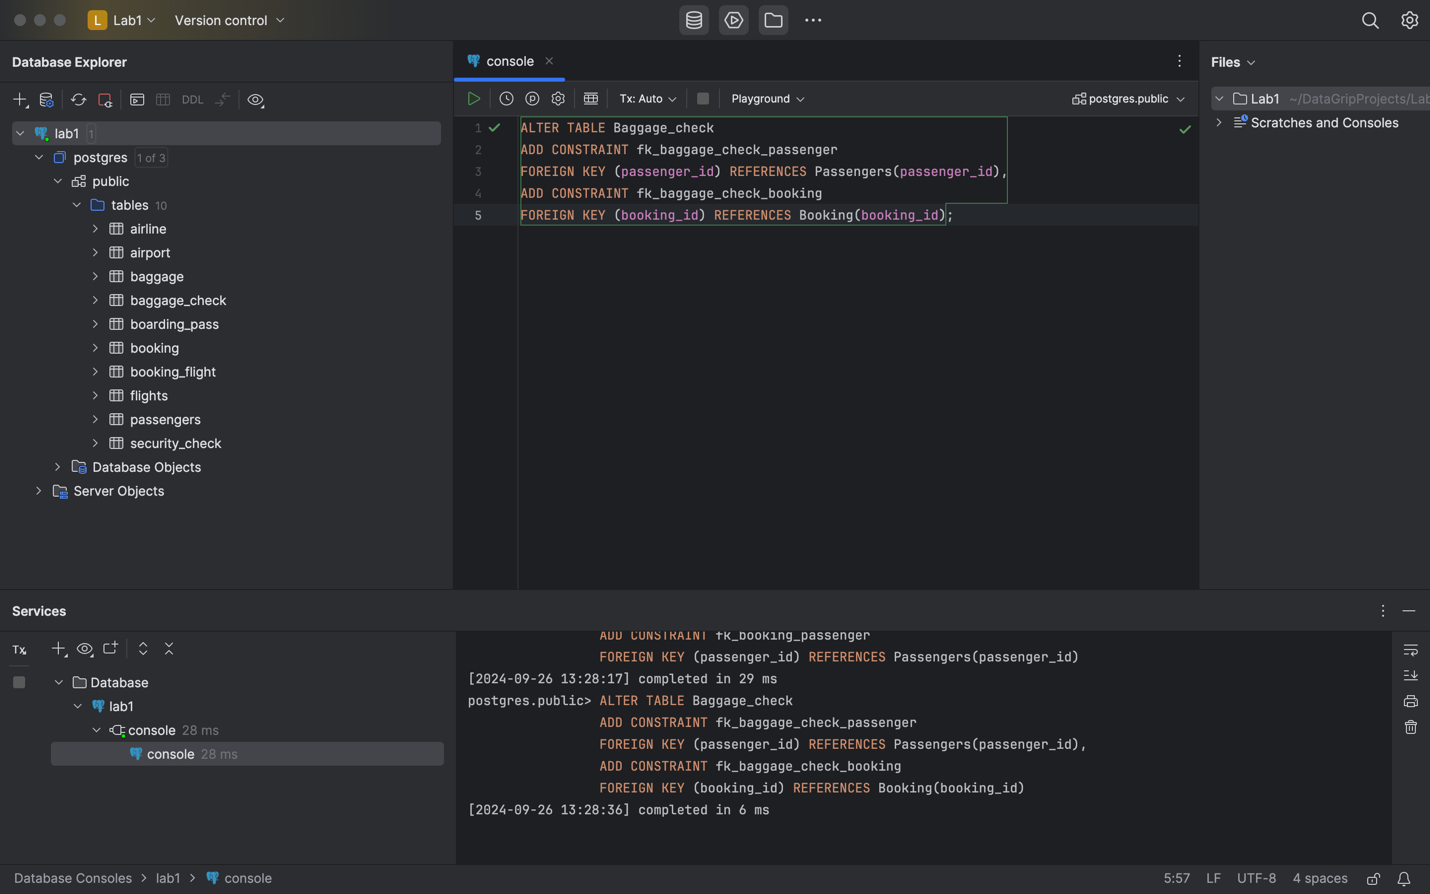 L Lab1 Version control
Database Explorer
DDL
lab1 1
postgres 1 of 3
public
tables 10
airline
airport
baggage
baggage_check
boarding_pass
booking
booking_flight
flights
passengers
security_check
Database Objects
Server Objects
console
Tx: Auto Playground postgres.public
1 ALTER TABLE Baggage_check
2 ADD CONSTRAINT fk_baggage_check_passenger
3 FOREIGN KEY (passenger_id) REFERENCES Passengers(passenger_id),
4 ADD CONSTRAINT fk_baggage_check_booking
5 FOREIGN KEY (booking_id) REFERENCES Booking(booking_id);
Files
Lab1 ~/DataGripProjects/Lab
Scratches and Consoles
Services
Tx
Database
lab1
console 28 ms
console 28 ms
ADD CONSTRAINT fk_booking_passenger
FOREIGN KEY (passenger_id) REFERENCES Passengers(passenger_id)
[2024-09-26 13:28:17] completed in 29 ms
postgres.public> ALTER TABLE Baggage_check
ADD CONSTRAINT fk_baggage_check_passenger
FOREIGN KEY (passenger_id) REFERENCES Passengers(passenger_id),
ADD CONSTRAINT fk_baggage_check_booking
FOREIGN KEY (booking_id) REFERENCES Booking(booking_id)
[2024-09-26 13:28:36] completed in 6 ms
Database Consoles > lab1 > console
5:57 LF UTF-8 4 spaces